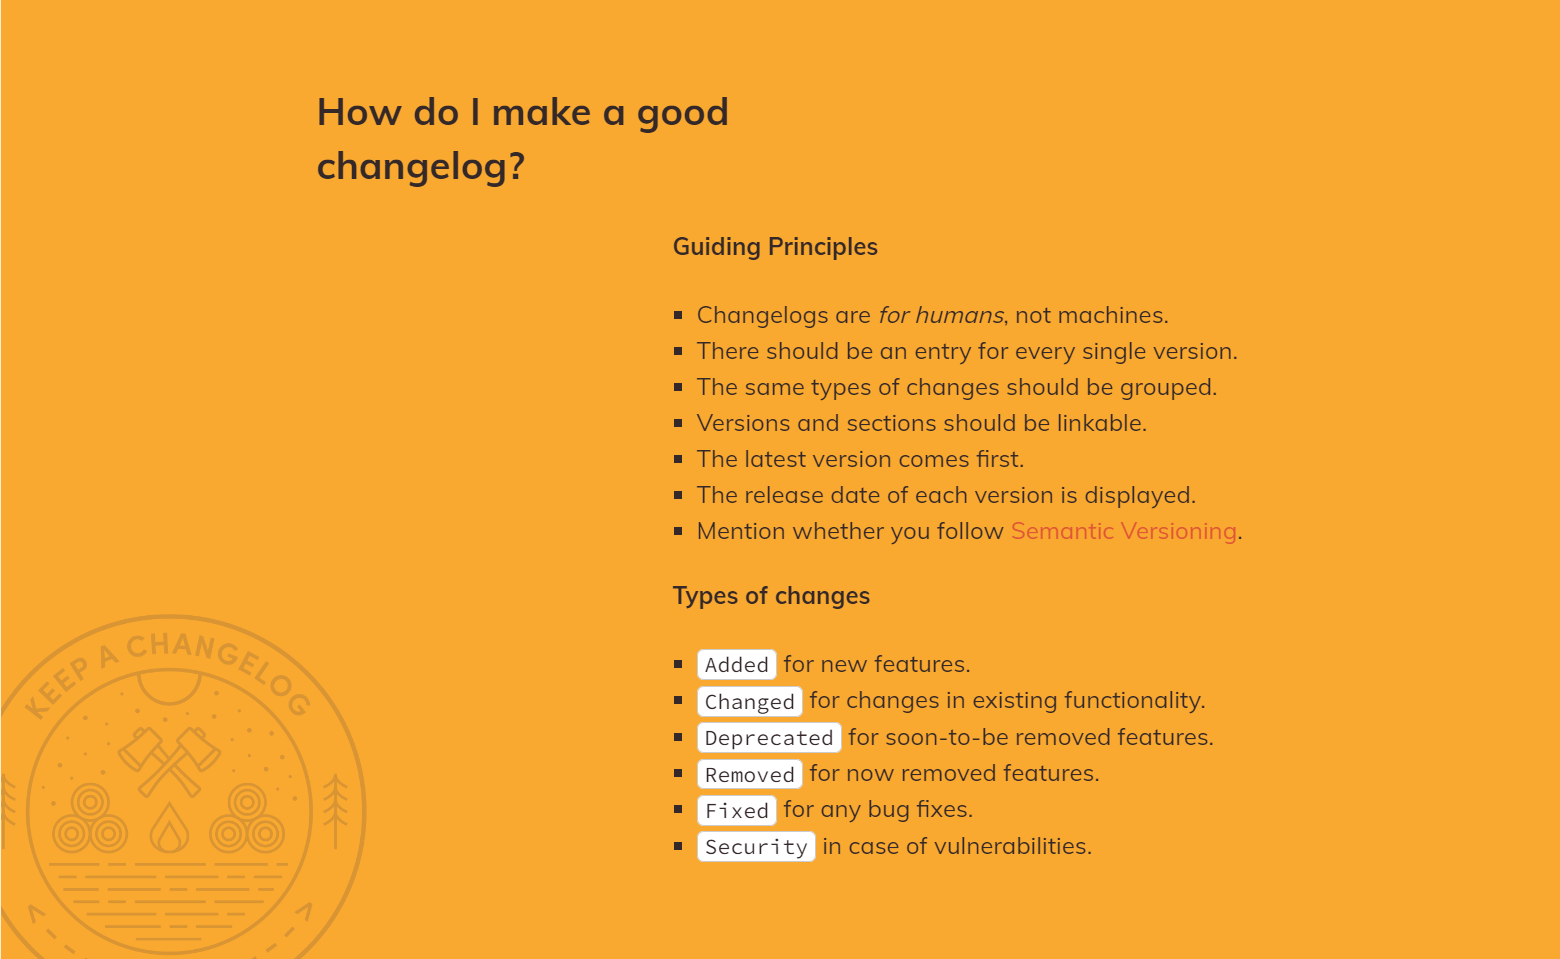 How do I make a good
changelog?
Guiding Principles
Changelogs are for humans, not machines.
There should be an entry for every single version.
The same types of changes should be grouped.
Versions and sections should be linkable.
The latest version comes first.
The release date of each version is displayed.
Mention whether you follow Semantic Versioning.
Types of changes
Added for new features.
Changed for changes in existing functionality.
Deprecated for soon-to-be removed features.
Removed for now removed features.
Fixed for any bug fixes.
Security in case of vulnerabilities.
KEEP A CHANGELOG